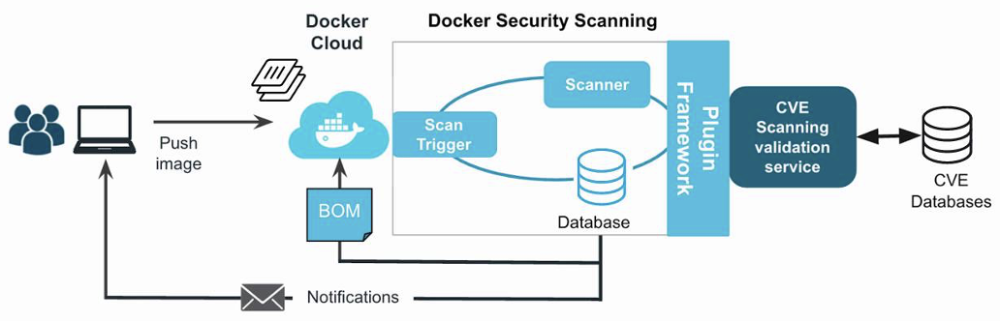 Docker
Cloud
Docker Security Scanning
Push
image
Scan
Trigger
Scanner
Database
Plugin
Framework
CVE
Scanning
validation
service
CVE
Databases
BOM
Notifications